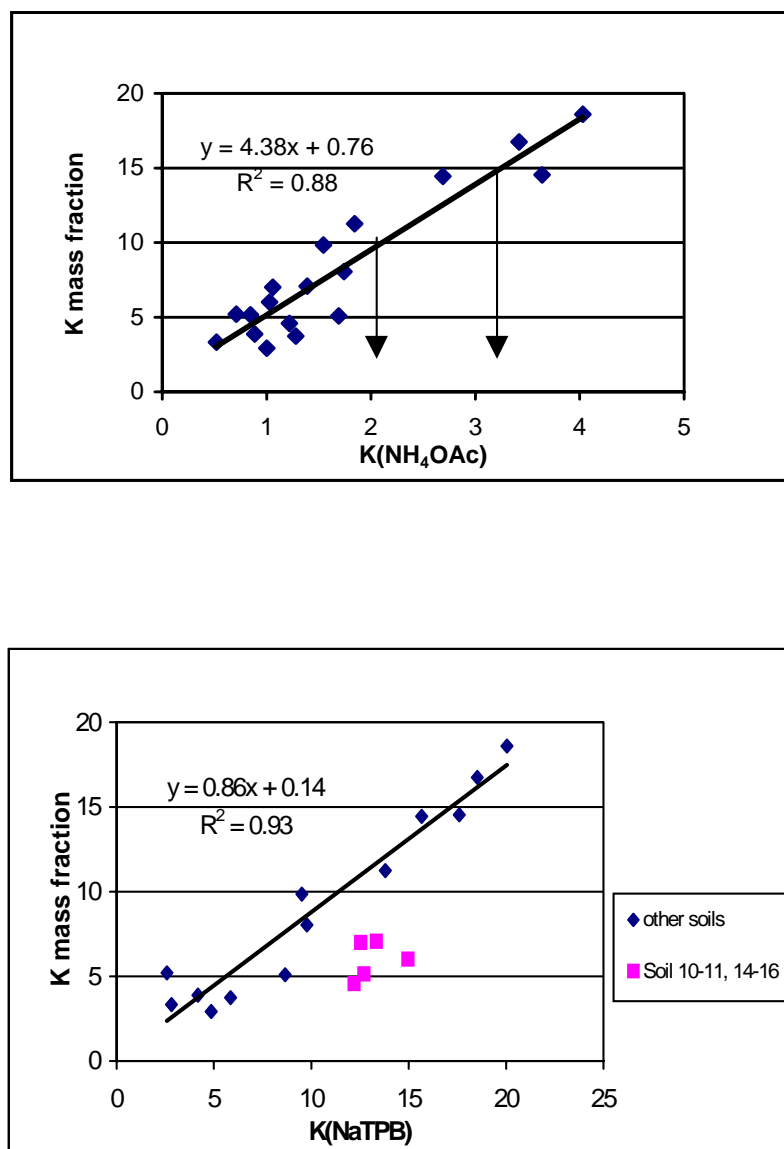 20
15
10
5
0
K mass fraction
y = 4.38x + 0.76
R² = 0.88
0 1 2 3 4 5
K(NH₄OAc)
20
15
10
5
0
K mass fraction
y = 0.86x + 0.14
R² = 0.93
0 5 10 15 20 25
K(NaTPB)
other soils
Soil 10-11, 14-16